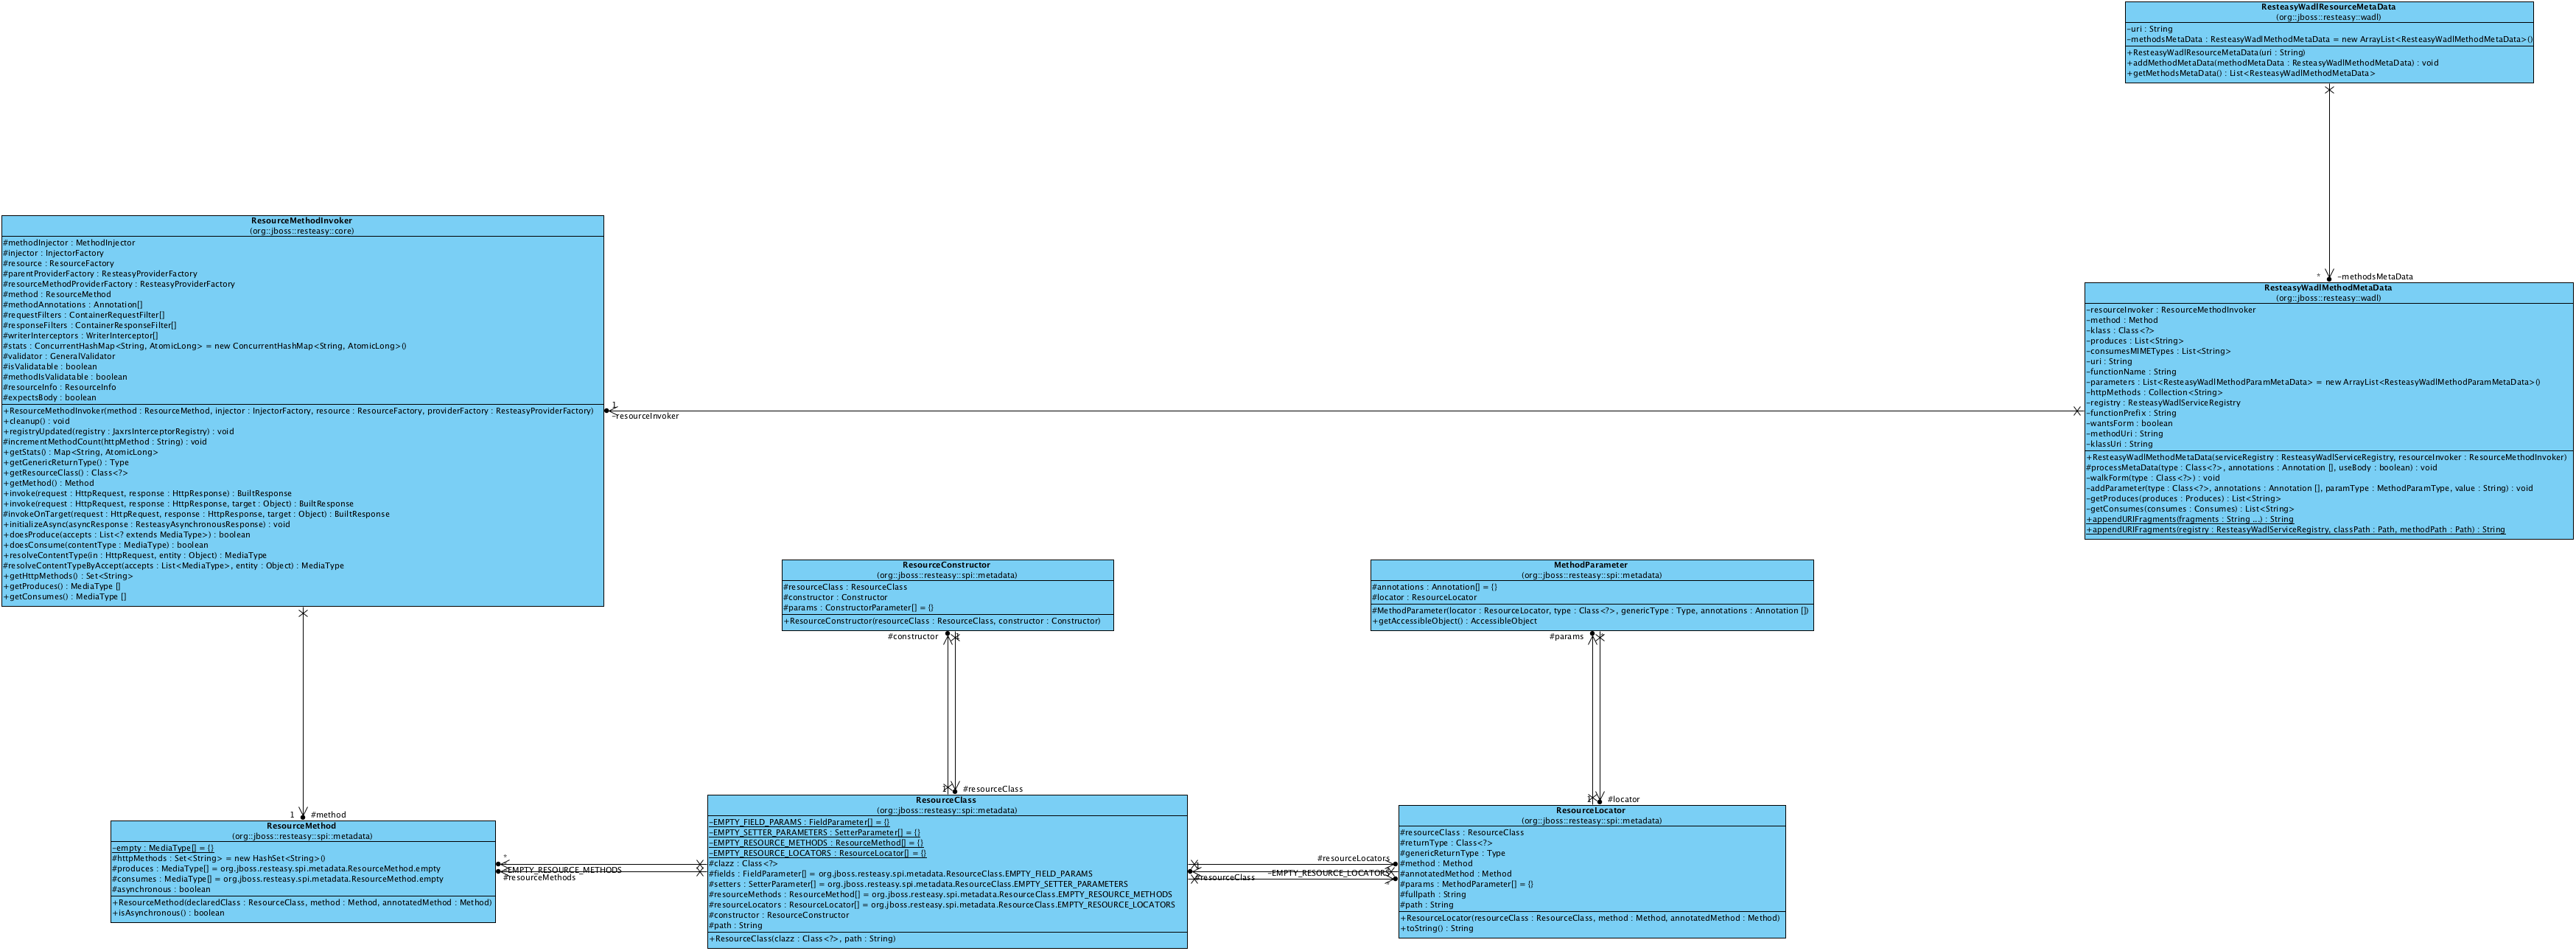 ResteasyWadlResourceMetaData
(org::jboss::resteasy::wadl)
-uri : String
-methodsMetaData : ResteasyWadlMethodMetaData = new ArrayList<ResteasyWadlMethodMetaData>()
+ResteasyWadlResourceMetaData(uri : String)
+addMethodMetaData(methodMetaData : ResteasyWadlMethodMetaData) : void
+getMethodsMetaData() : List<ResteasyWadlMethodMetaData>
* -methodsMetaData
ResourceMethodInvoker
(org::jboss::resteasy::core)
#methodInjector : MethodInjector
#injector : InjectorFactory
#resource : ResourceFactory
#parentProviderFactory : ResteasyProviderFactory
#resourceMethodProviderFactory : ResteasyProviderFactory
#method : ResourceMethod
#methodAnnotations : Annotation[]
#requestFilters : ContainerRequestFilter[]
#responseFilters : ContainerResponseFilter[]
#writerInterceptors : WriterInterceptor[]
#stats : ConcurrentHashMap<String, AtomicLong> = new ConcurrentHashMap<String, AtomicLong>()
#validator : GeneralValidator
#isValidatable : boolean
#methodIsValidatable : boolean
#resourceInfo : ResourceInfo
#expectsBody : boolean
+ResourceMethodInvoker(method : ResourceMethod, injector : InjectorFactory, resource : ResourceFactory, providerFactory : ResteasyProviderFactory)
+cleanup() : void
+registryUpdated(registry : JaxrsInterceptorRegistry) : void
#incrementMethodCount(httpMethod : String) : void
+getStats() : Map<String, AtomicLong>
+getGenericReturnType() : Type
+getResourceClass() : Class<?>
+getMethod() : Method
+invoke(request : HttpRequest, response : HttpResponse) : BuiltResponse
+invoke(request : HttpRequest, response : HttpResponse, target : Object) : BuiltResponse
#invokeOnTarget(request : HttpRequest, response : HttpResponse, target : Object) : BuiltResponse
+initializeAsync(asyncResponse : ResteasyAsynchronousResponse) : void
+doesProduce(accepts : List<? extends MediaType>) : boolean
+doesConsume(contentType : MediaType) : boolean
+resolveContentType(in : HttpRequest, entity : Object) : MediaType
#resolveContentTypeByAccept(accepts : List<MediaType>, entity : Object) : MediaType
+getHttpMethods() : Set<String>
+getProduces() : MediaType []
+getConsumes() : MediaType []
1
-resourceInvoker
ResteasyWadlMethodMetaData
(org::jboss::resteasy::wadl)
-resourceInvoker : ResourceMethodInvoker
-method : Method
-klass : Class<?>
-produces : List<String>
-consumesMIMETypes : List<String>
-uri : String
-functionName : String
-parameters : List<ResteasyWadlMethodParamMetaData> = new ArrayList<ResteasyWadlMethodParamMetaData>()
-httpMethods : Collection<String>
-registry : ResteasyWadlServiceRegistry
-functionPrefix : String
-wantsForm : boolean
-methodUri : String
-klassUri : String
+ResteasyWadlMethodMetaData(serviceRegistry : ResteasyWadlServiceRegistry, resourceInvoker : ResourceMethodInvoker)
#processMetaData(type : Class<?>, annotations : Annotation [], useBody : boolean) : void
-walkForm(type : Class<?>) : void
-addParameter(type : Class<?>, annotations : Annotation [], paramType : MethodParamType, value : String) : void
-getProduces(produces : Produces) : List<String>
-getConsumes(consumes : Consumes) : List<String>
+appendURIFragments(fragments : String ...) : String
+appendURIFragments(registry : ResteasyWadlServiceRegistry, classPath : Path, methodPath : Path) : String
ResourceConstructor
(org::jboss::resteasy::spi::metadata)
#resourceClass : ResourceClass
#constructor : Constructor
#params : ConstructorParameter[] = {}
+ResourceConstructor(resourceClass : ResourceClass, constructor : Constructor)
#constructor
#resourceClass
MethodParameter
(org::jboss::resteasy::spi::metadata)
#annotations : Annotation[] = {}
#locator : ResourceLocator
#MethodParameter(locator : ResourceLocator, type : Class<?>, genericType : Type, annotations : Annotation [])
+getAccessibleObject() : AccessibleObject
#params
#locator
1 #method
ResourceMethod
(org::jboss::resteasy::spi::metadata)
-empty : MediaType[] = {}
#httpMethods : Set<String> = new HashSet<String>()
#produces : MediaType[] = org.jboss.resteasy.spi.metadata.ResourceMethod.empty
#consumes : MediaType[] = org.jboss.resteasy.spi.metadata.ResourceMethod.empty
#asynchronous : boolean
+ResourceMethod(declaredClass : ResourceClass, method : Method, annotatedMethod : Method)
+isAsynchronous() : boolean
*
-EMPTY_RESOURCE_METHODS
#resourceMethods
ResourceClass
(org::jboss::resteasy::spi::metadata)
-EMPTY_FIELD_PARAMS : FieldParameter[] = {}
-EMPTY_SETTER_PARAMETERS : SetterParameter[] = {}
-EMPTY_RESOURCE_METHODS : ResourceMethod[] = {}
-EMPTY_RESOURCE_LOCATORS : ResourceLocator[] = {}
#clazz : Class<?>
#fields : FieldParameter[] = org.jboss.resteasy.spi.metadata.ResourceClass.EMPTY_FIELD_PARAMS
#setters : SetterParameter[] = org.jboss.resteasy.spi.metadata.ResourceClass.EMPTY_SETTER_PARAMETERS
#resourceMethods : ResourceMethod[] = org.jboss.resteasy.spi.metadata.ResourceClass.EMPTY_RESOURCE_METHODS
#resourceLocators : ResourceLocator[] = org.jboss.resteasy.spi.metadata.ResourceClass.EMPTY_RESOURCE_LOCATORS
#constructor : ResourceConstructor
#path : String
+ResourceClass(clazz : Class<?>, path : String)
#resourceLocators
-EMPTY_RESOURCE_LOCATORS
#resourceClass
ResourceLocator
(org::jboss::resteasy::spi::metadata)
#resourceClass : ResourceClass
#returnType : Class<?>
#genericReturnType : Type
#method : Method
#annotatedMethod : Method
#params : MethodParameter[] = {}
#fullpath : String
#path : String
+ResourceLocator(resourceClass : ResourceClass, method : Method, annotatedMethod : Method)
+toString() : String